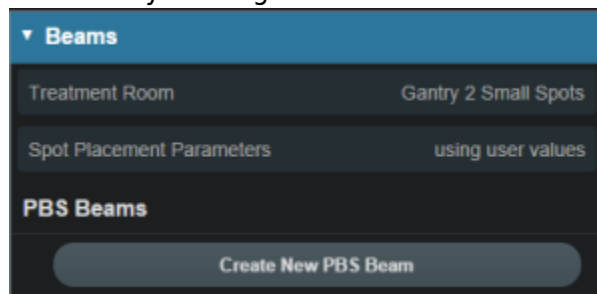 Beams
Treatment Room Gantry 2 Small Spots
Spot Placement Parameters using user values
PBS Beams
Create New PBS Beam